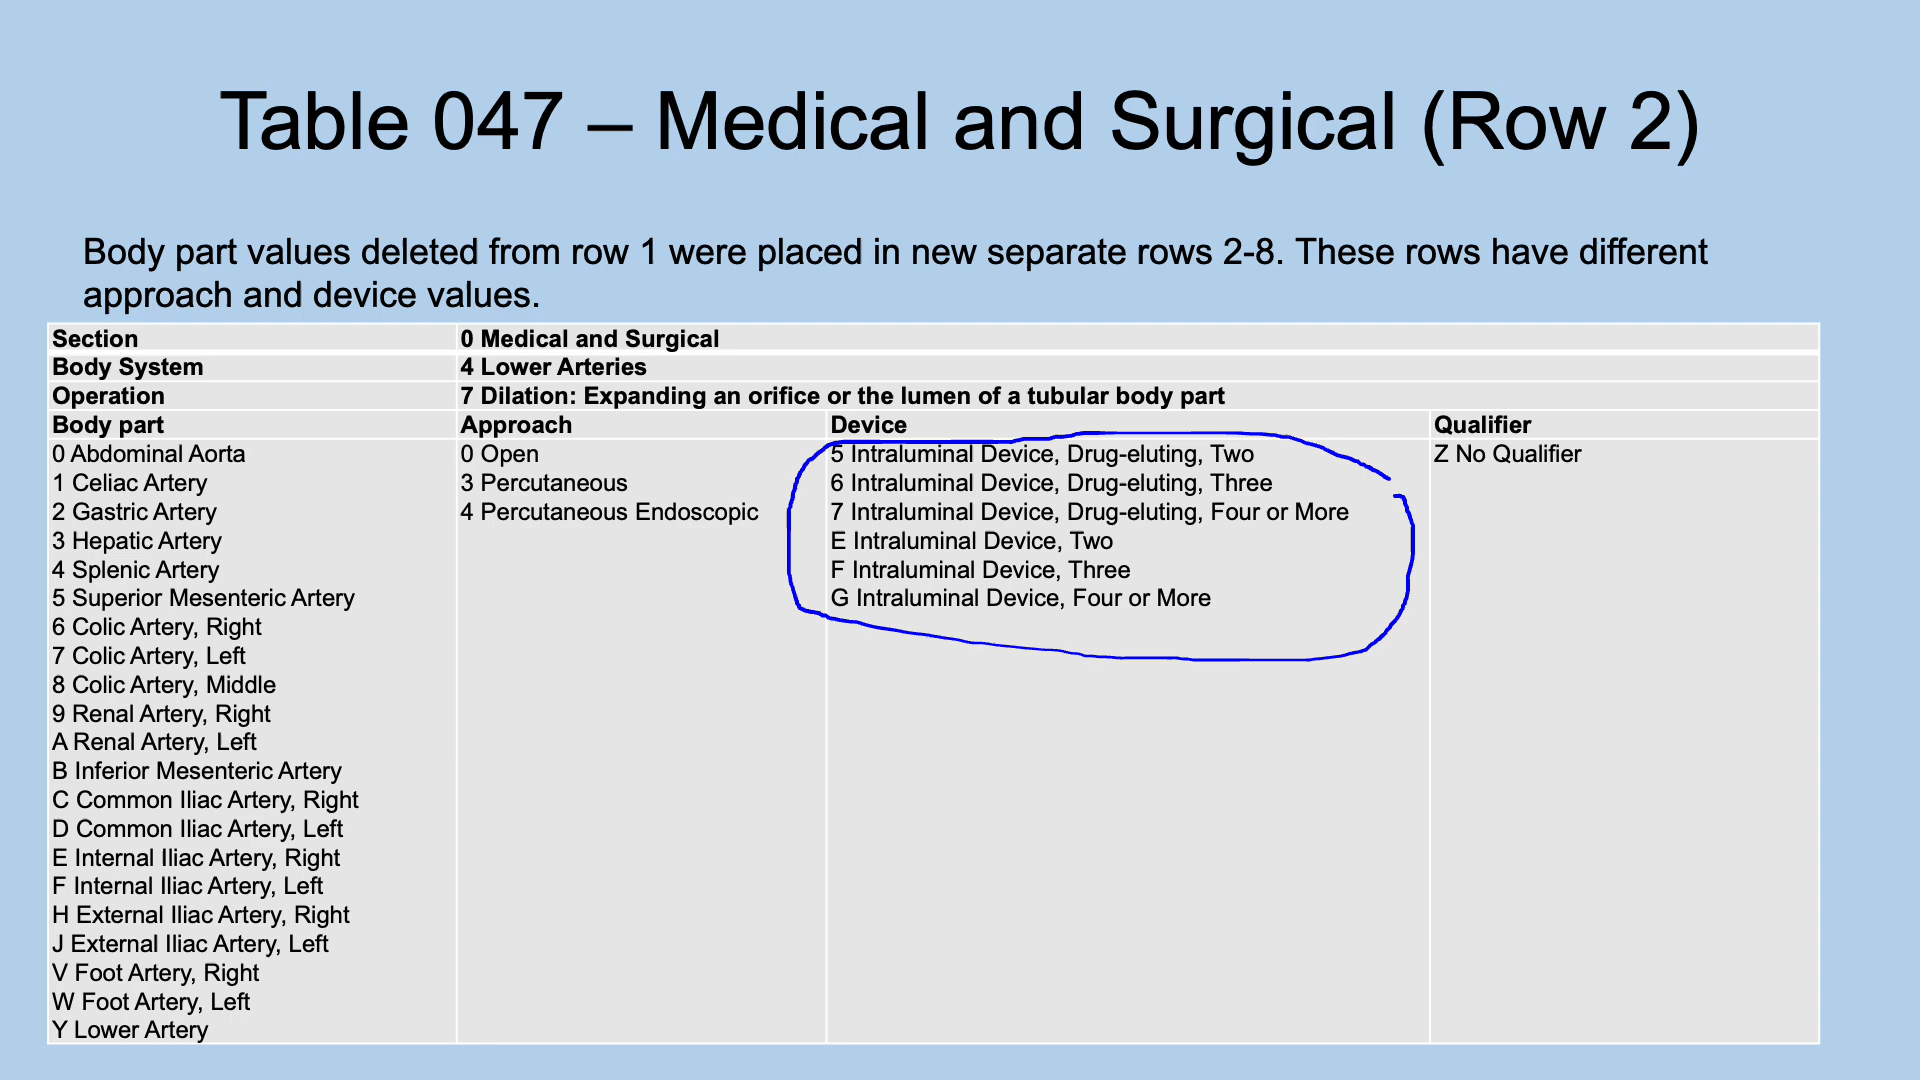 Table 047 – Medical and Surgical (Row 2)
Body part values deleted from row 1 were placed in new separate rows 2-8. These rows have different
approach and device values.
Section 0 Medical and Surgical
Body System 4 Lower Arteries
Operation 7 Dilation: Expanding an orifice or the lumen of a tubular body part
Body part Approach Device Qualifier
0 Abdominal Aorta 0 Open 5 Intraluminal Device, Drug-eluting, Two Z No Qualifier
1 Celiac Artery 3 Percutaneous 6 Intraluminal Device, Drug-eluting, Three
2 Gastric Artery 4 Percutaneous Endoscopic 7 Intraluminal Device, Drug-eluting, Four or More
3 Hepatic Artery E Intraluminal Device, Two
4 Splenic Artery F Intraluminal Device, Three
5 Superior Mesenteric Artery G Intraluminal Device, Four or More
6 Colic Artery, Right
7 Colic Artery, Left
8 Colic Artery, Middle
9 Renal Artery, Right
A Renal Artery, Left
B Inferior Mesenteric Artery
C Common Iliac Artery, Right
D Common Iliac Artery, Left
E Internal Iliac Artery, Right
F Internal Iliac Artery, Left
H External Iliac Artery, Right
J External Iliac Artery, Left
V Foot Artery, Right
W Foot Artery, Left
Y Lower Artery